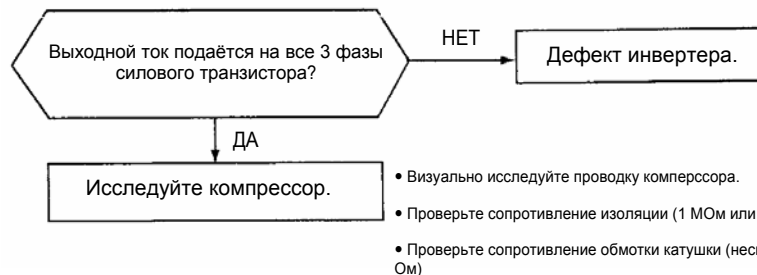 Выходной ток подаётся на все 3 фазы
силового транзистора?
НЕТ
Дефект инвертера.
ДА
Исследуйте компрессор.
• Визуально исследуйте проводку комперссора.
• Проверьте сопротивление изоляции (1 МОм или
• Проверьте сопротивление обмотки катушки
Ом)